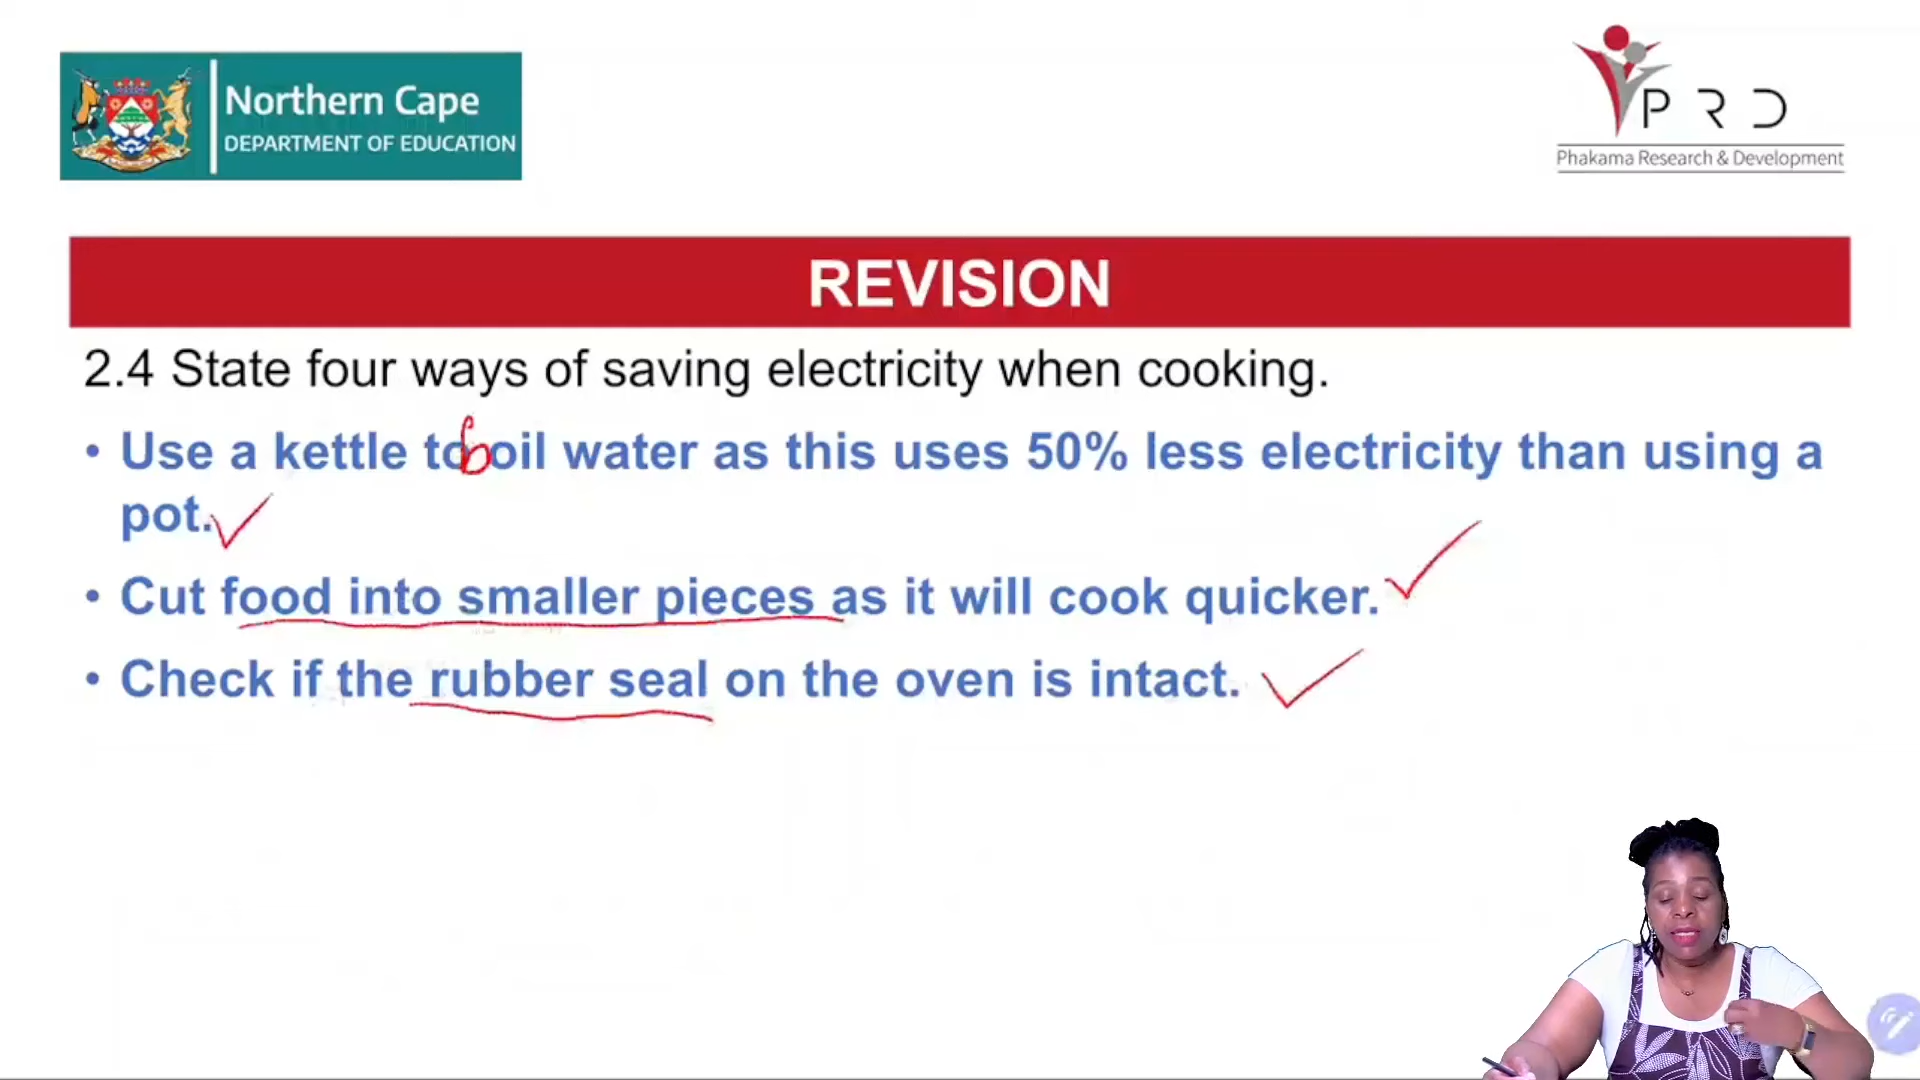 Northern Cape
DEPARTMENT OF EDUCATION
PRD
Phakama Research & Development
REVISION
2.4 State four ways of saving electricity when cooking.
• Use a kettle to boil water as this uses 50% less electricity than using a
pot.
• Cut food into smaller pieces as it will cook quicker.
• Check if the rubber seal on the oven is intact.